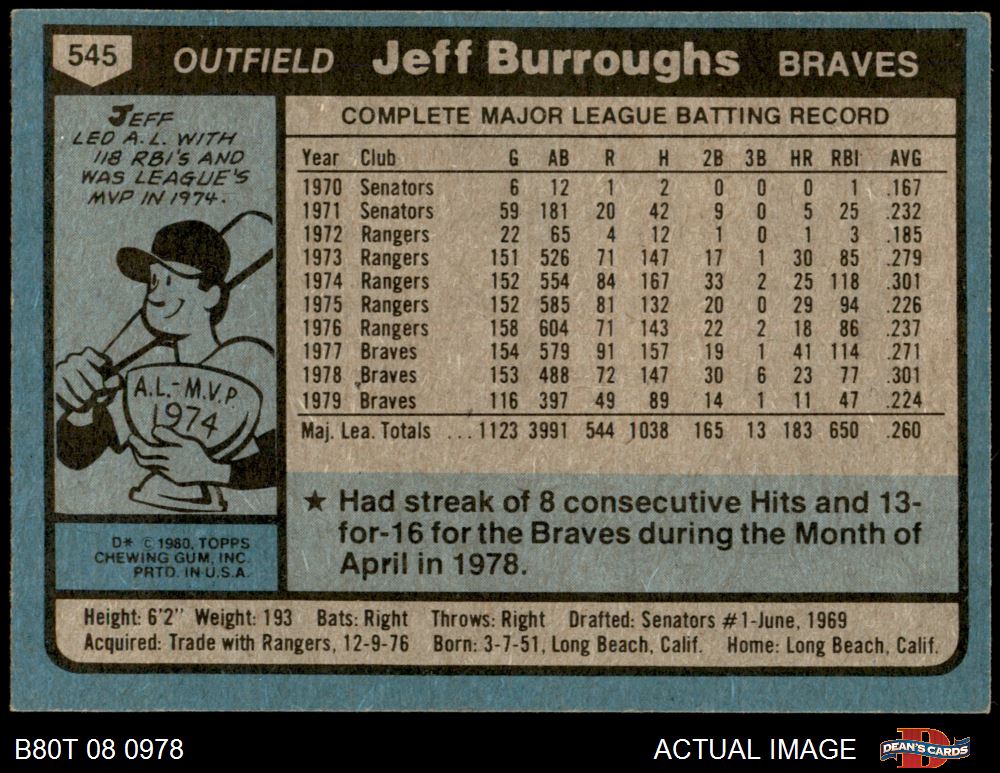 545 OUTFIELD Jeff Burroughs BRAVES
JEFF
LED A.L. WITH
118 RBI'S AND
WAS LEAGUE'S
MVP IN 1974.
A.L.-M.V.P.
1974
D* © 1980, TOPPS
CHEWING GUM, INC.
PRTD. IN U.S.A.
COMPLETE MAJOR LEAGUE BATTING RECORD
Year Club G AB R H 2B 3B HR RBI AVG
1970 Senators 6 12 1 2 0 0 0 1 .167
1971 Senators 59 181 20 42 9 0 5 25 .232
1972 Rangers 22 65 4 12 1 0 1 3 .185
1973 Rangers 151 526 71 147 17 1 30 85 .279
1974 Rangers 152 554 84 167 33 2 25 118 .301
1975 Rangers 152 585 81 132 20 0 29 94 .226
1976 Rangers 158 604 71 143 22 2 18 86 .237
1977 Braves 154 579 91 157 19 1 41 114 .271
1978 Braves 153 488 72 147 30 6 23 77 .301
1979 Braves 116 397 49 89 14 1 11 47 .224
Maj. Lea. Totals ... 1123 3991 544 1038 165 13 183 650 .260
★ Had streak of 8 consecutive Hits and 13-
for-16 for the Braves during the Month of
April in 1978.
Height: 6'2" Weight: 193 Bats: Right Throws: Right Drafted: Senators #1-June, 1969
Acquired: Trade with Rangers, 12-9-76 Born: 3-7-51, Long Beach, Calif. Home: Long Beach, Calif.
B80T 08 0978 ACTUAL IMAGE DEAN'S CARDS